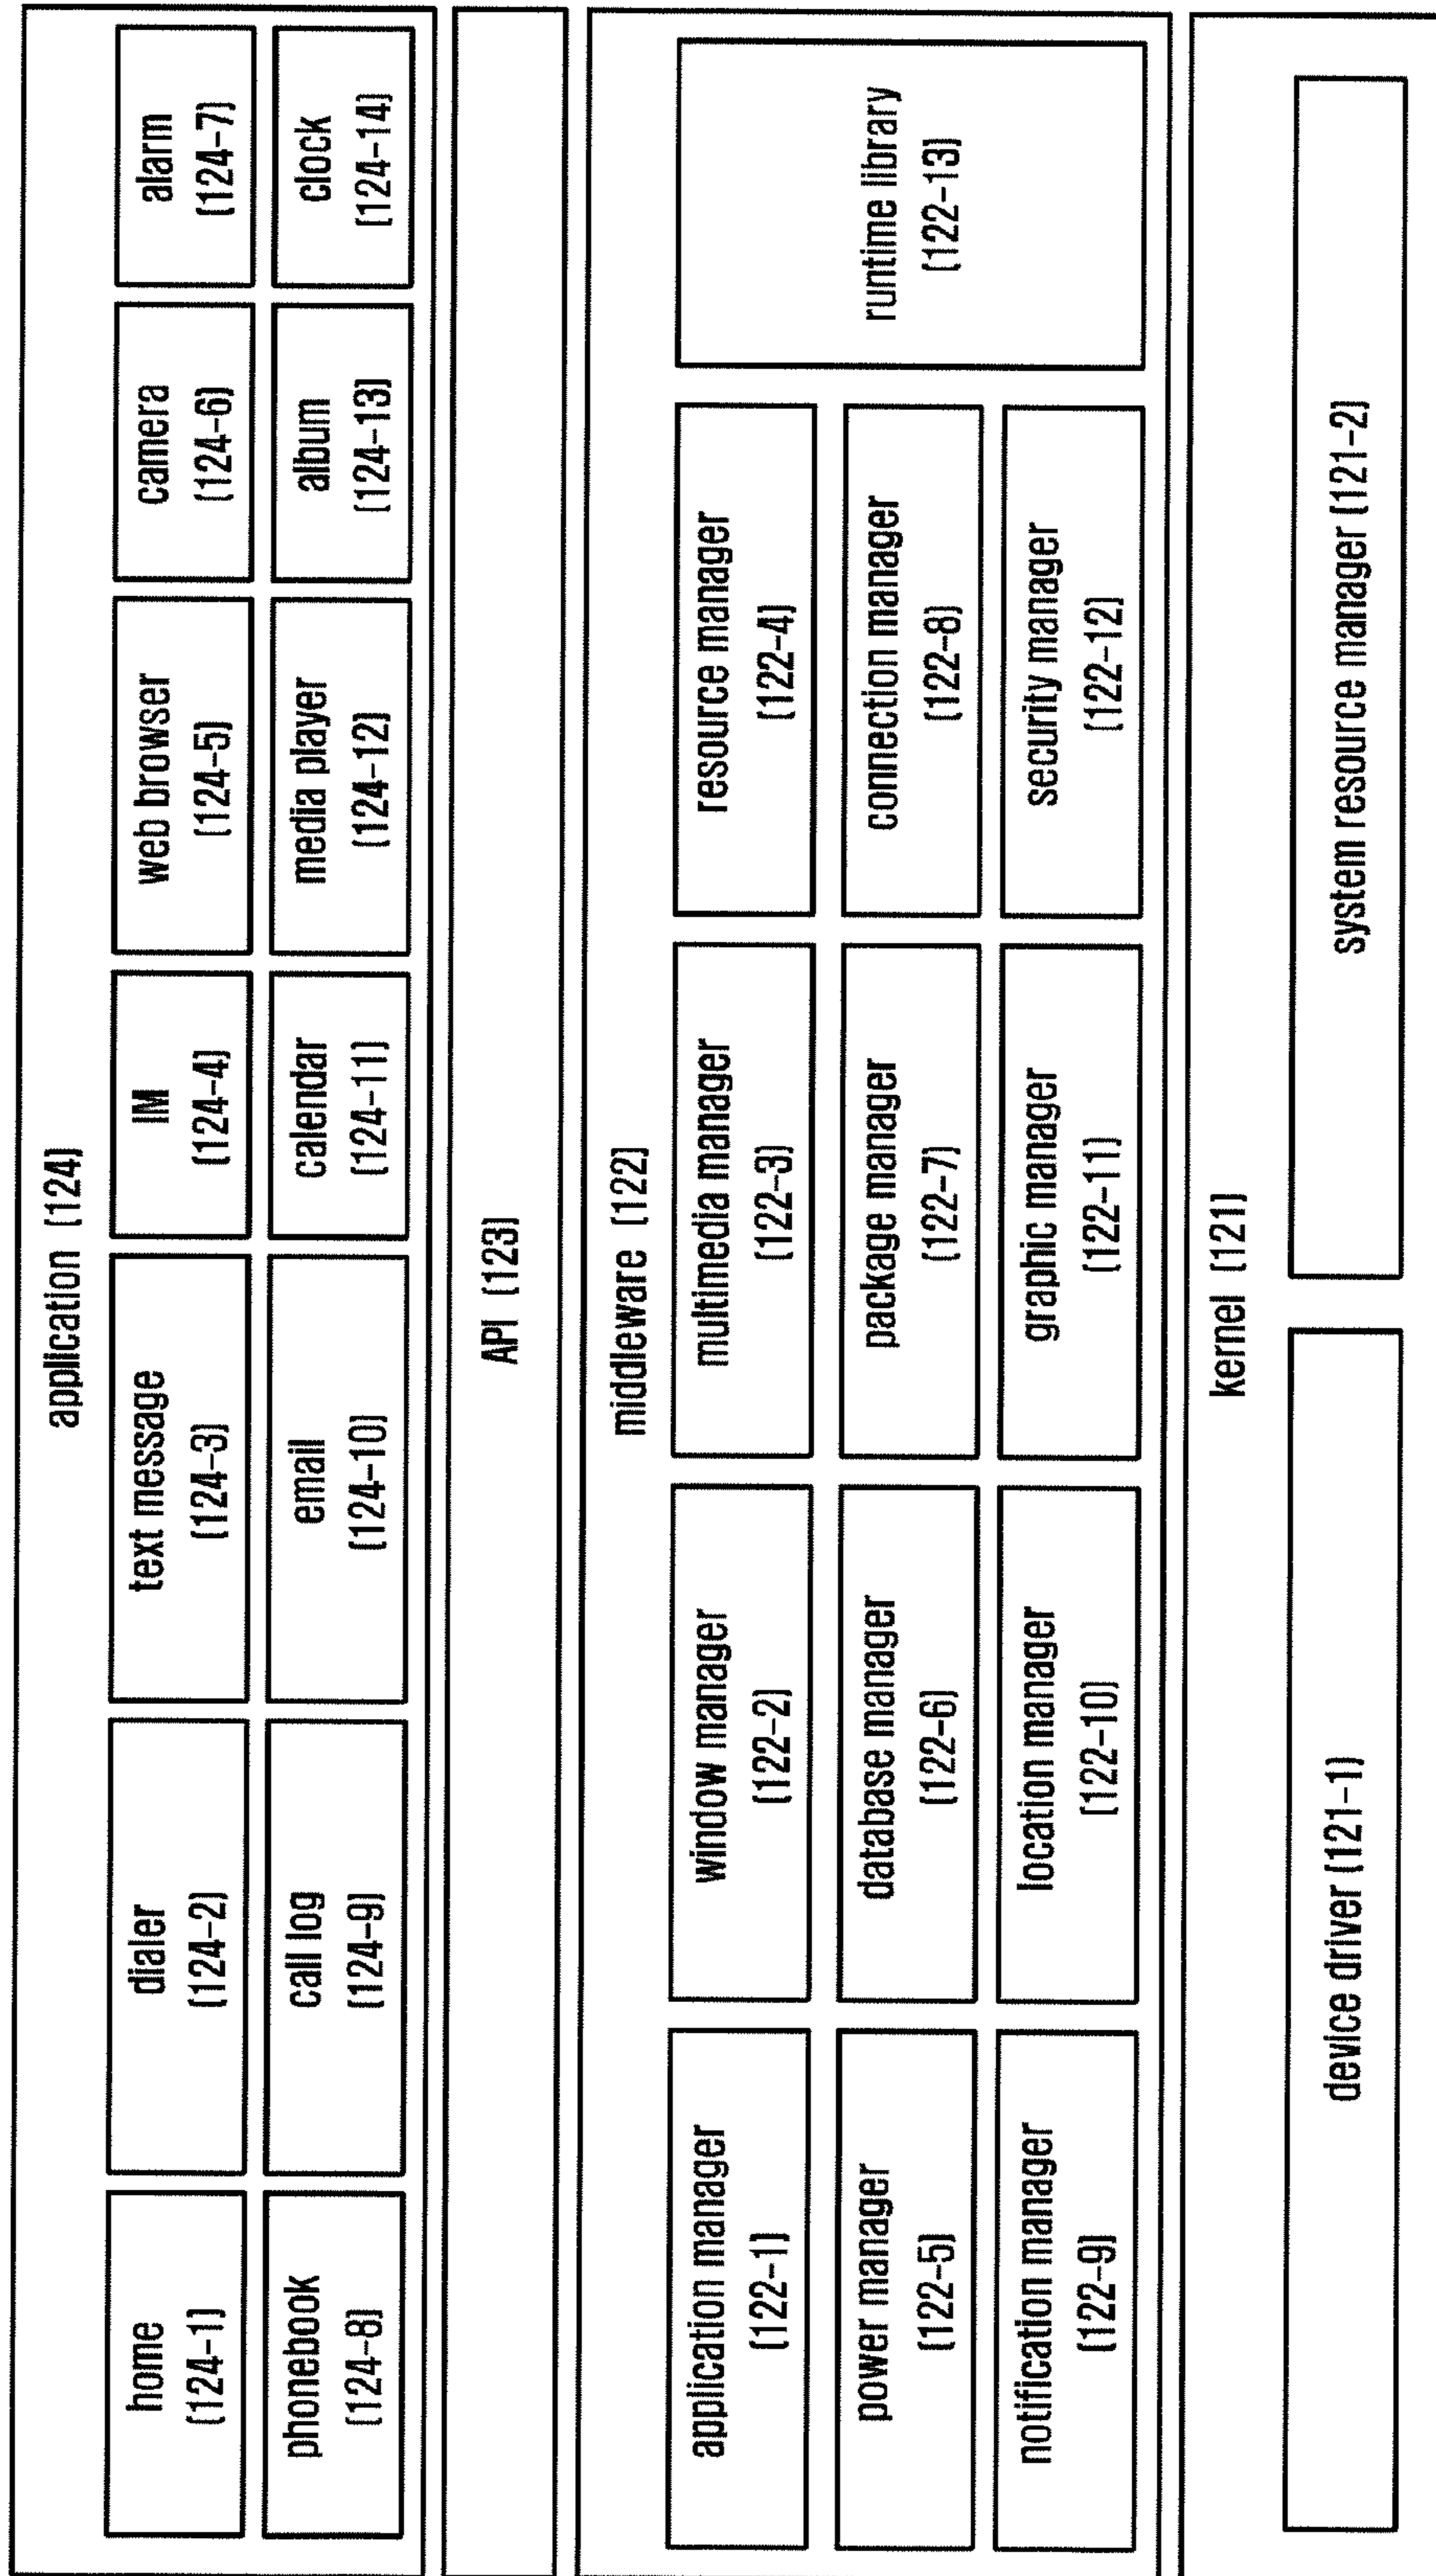 application (124)
home
(124-1)
dialer
(124-2)
text message
(124-3)
IM
(124-4)
web browser
(124-5)
camera
(124-6)
alarm
(124-7)
phonebook
(124-8)
call log
(124-9)
email
(124-10)
calendar
(124-11)
media player
(124-12)
album
(124-13)
clock
(124-14)
API (123)
middleware (122)
application manager
(122-1)
window manager
(122-2)
multimedia manager
(122-3)
resource manager
(122-4)
power manager
(122-5)
database manager
(122-6)
package manager
(122-7)
connection manager
(122-8)
notification manager
(122-9)
location manager
(122-10)
graphic manager
(122-11)
security manager
(122-12)
runtime library
(122-13)
kernel (121)
device driver (121-1)
system resource manager (121-2)